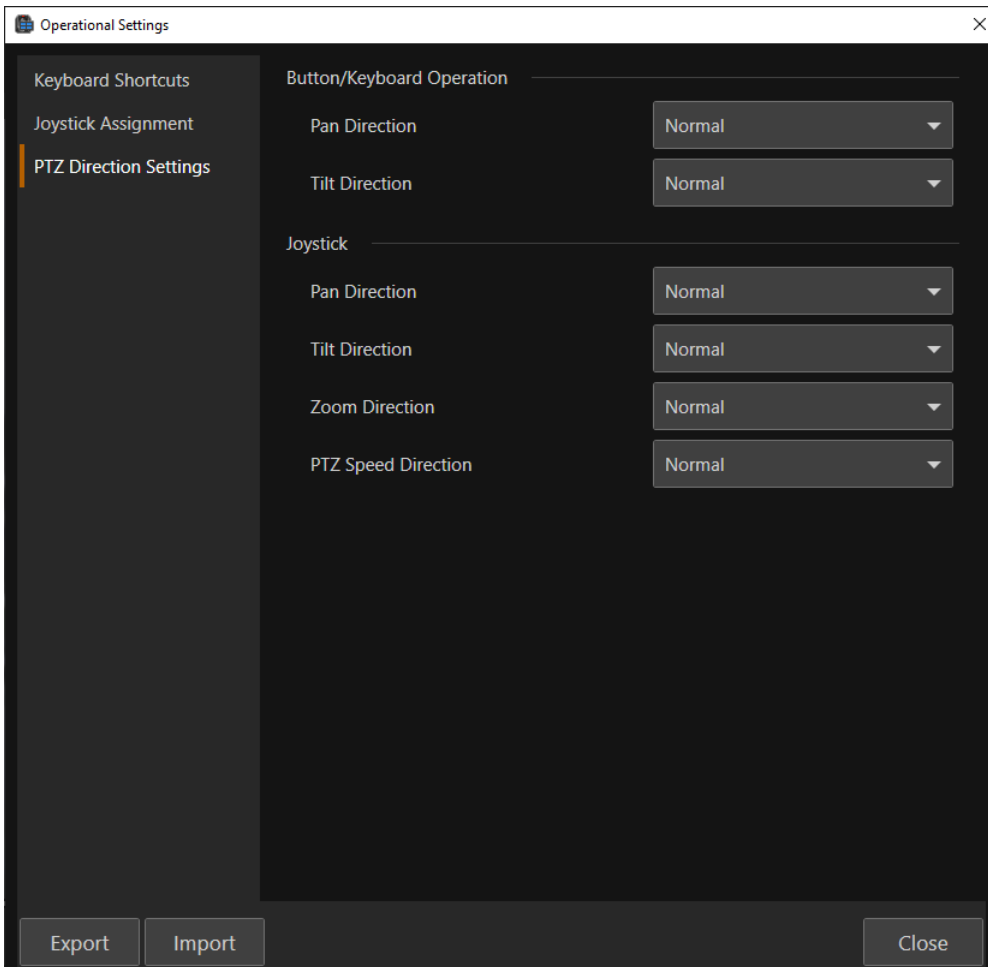 Operational Settings
Keyboard Shortcuts
Joystick Assignment
PTZ Direction Settings
Button/Keyboard Operation
Pan Direction Normal
Tilt Direction Normal
Joystick
Pan Direction Normal
Tilt Direction Normal
Zoom Direction Normal
PTZ Speed Direction Normal
Export Import Close